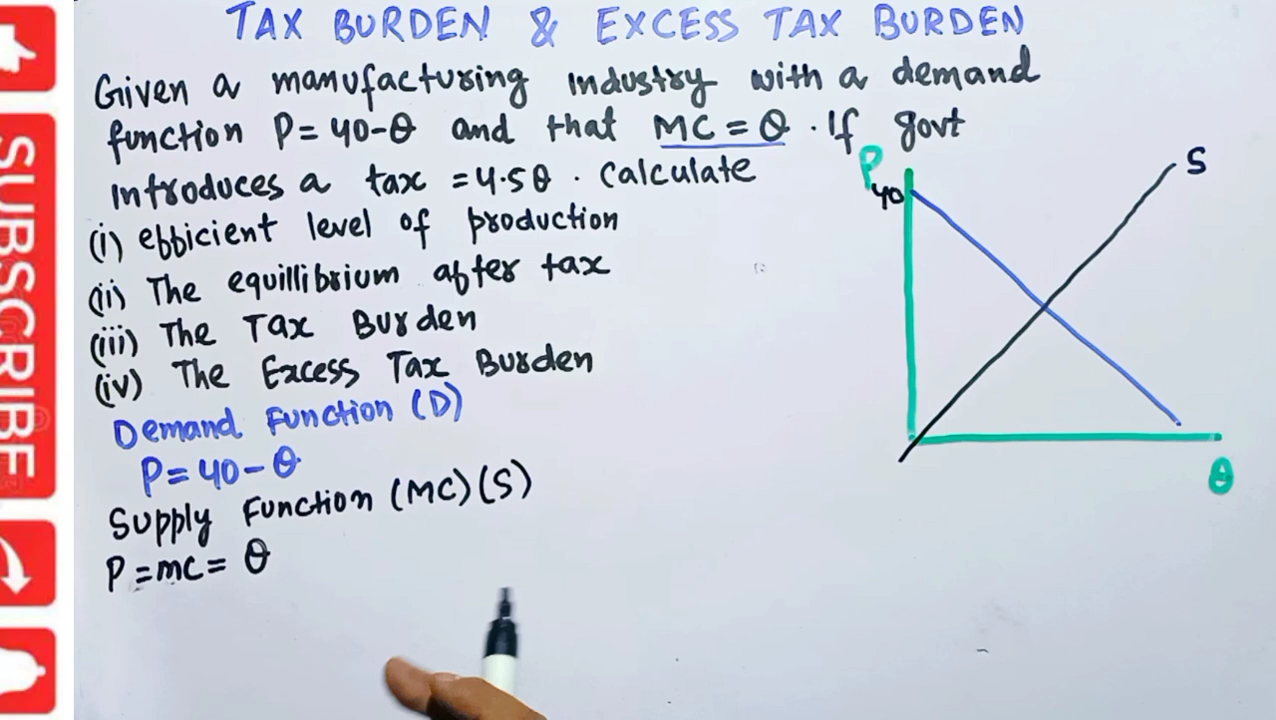 TAX BURDEN & EXCESS TAX BURDEN
Given a manufacturing industry with a demand
function P = 40-Q and that MC = Q . If govt
introduces a tax = 4.5Q . Calculate
(i) efficient level of production
(ii) The equillibrium after tax
(iii) The Tax Burden
(iv) The Excess Tax Burden
Demand Function (D)
P = 40 - Q
Supply Function (MC) (S)
P = mc = Q
P
40
S
Q
SUBSCRIBE